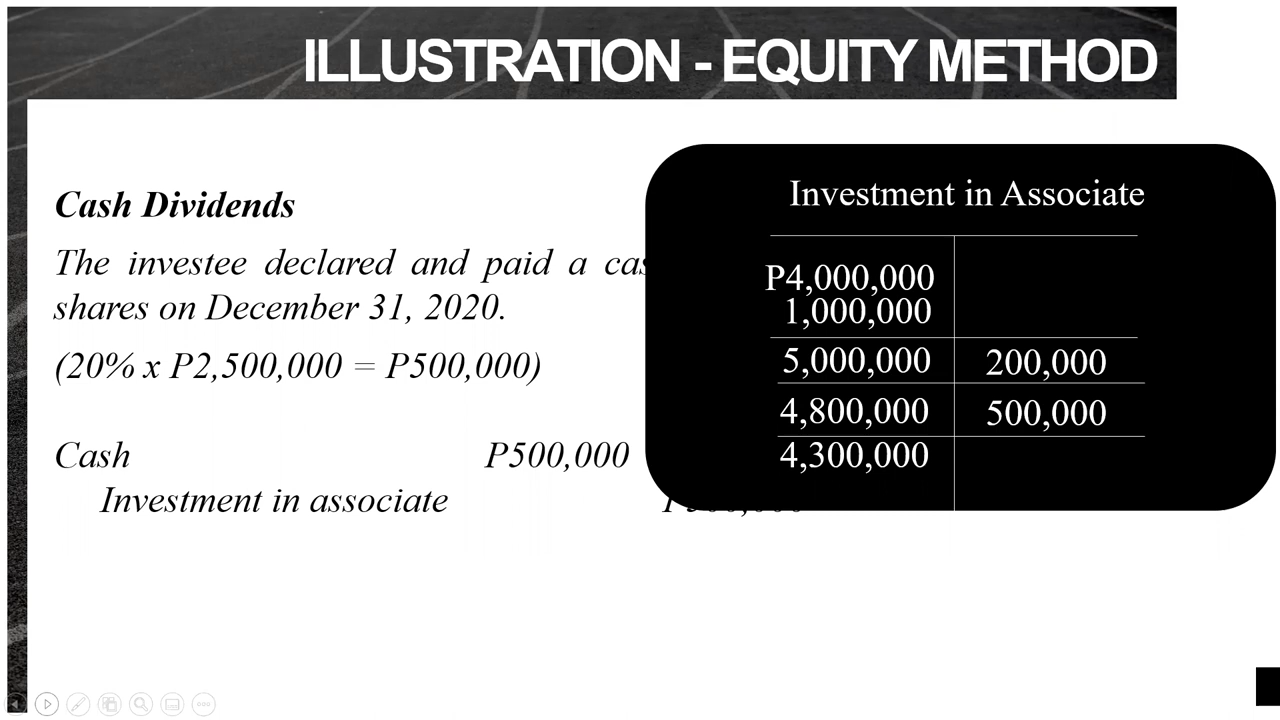 ILLUSTRATION - EQUITY METHOD
Cash Dividends
The investee declared and paid a
shares on December 31, 2020.
(20% x P2,500,000 = P500,000)
Cash P500,000
Investment in associate
Investment in Associate
P4,000,000
1,000,000
5,000,000 200,000
4,800,000 500,000
4,300,000